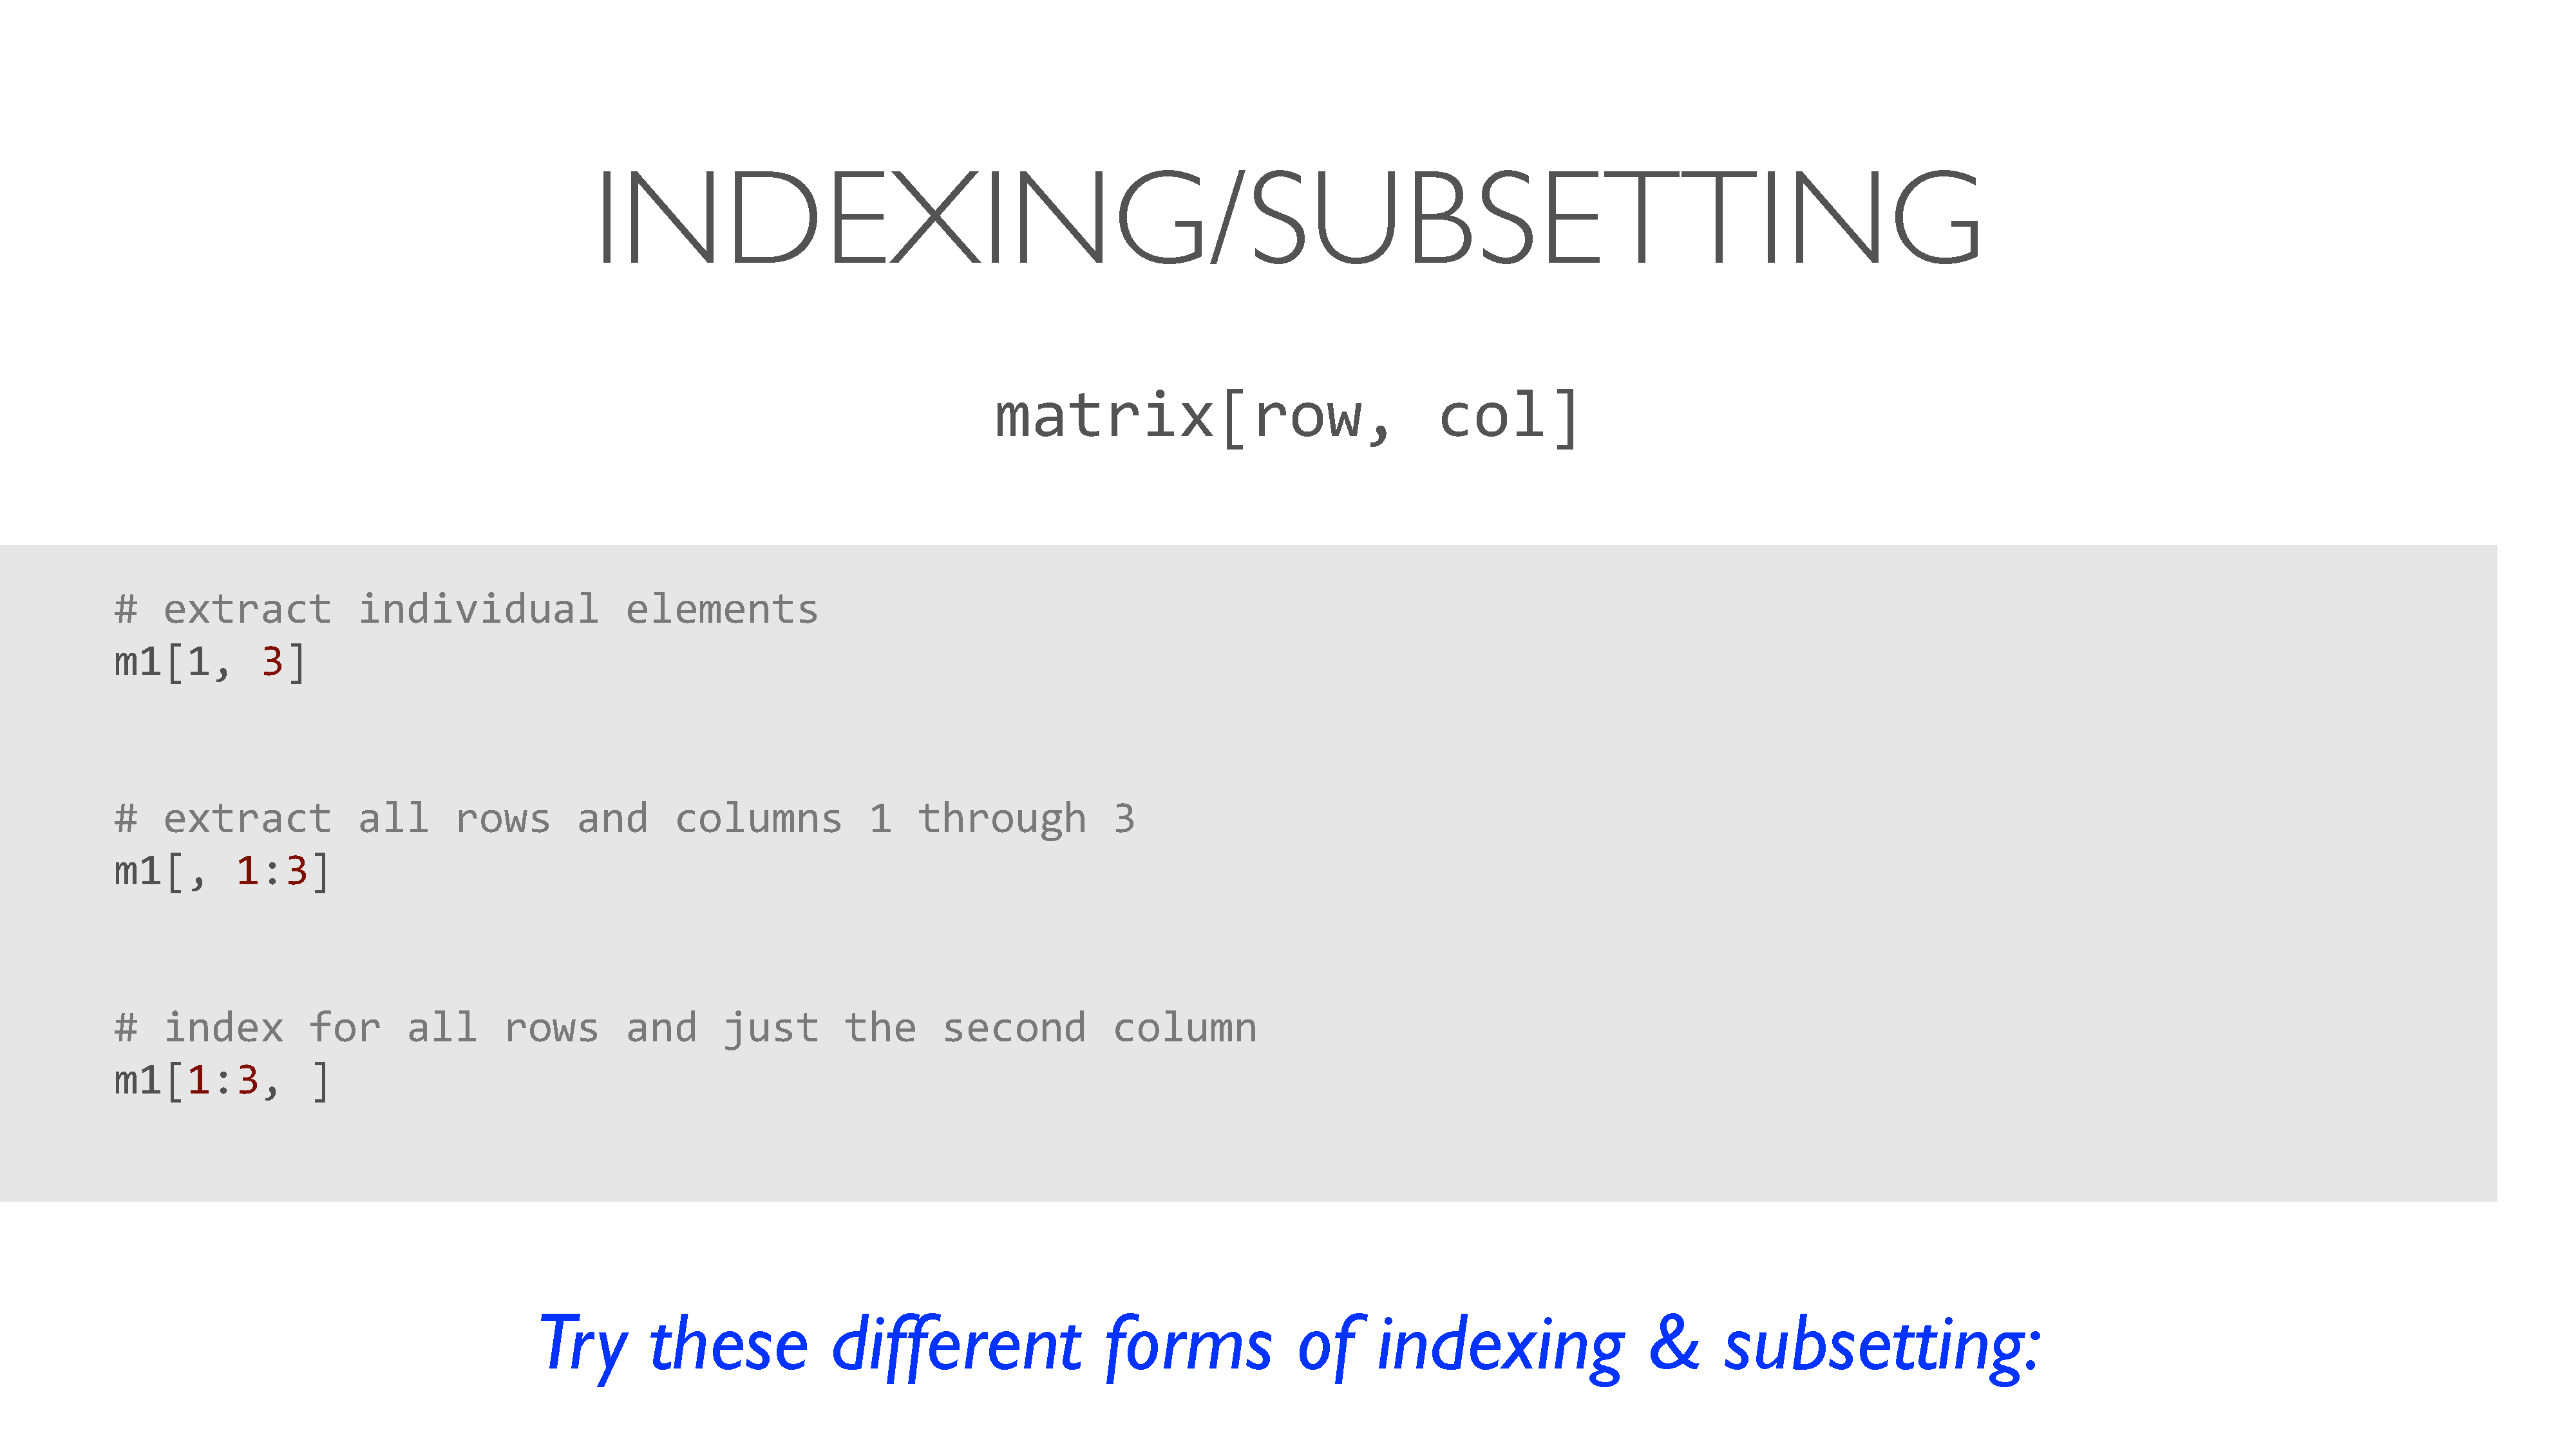 INDEXING/SUBSETTING
matrix[row, col]
# extract individual elements
m1[1, 3]
# extract all rows and columns 1 through 3
m1[, 1:3]
# index for all rows and just the second column
m1[1:3, ]
Try these different forms of indexing & subsetting: